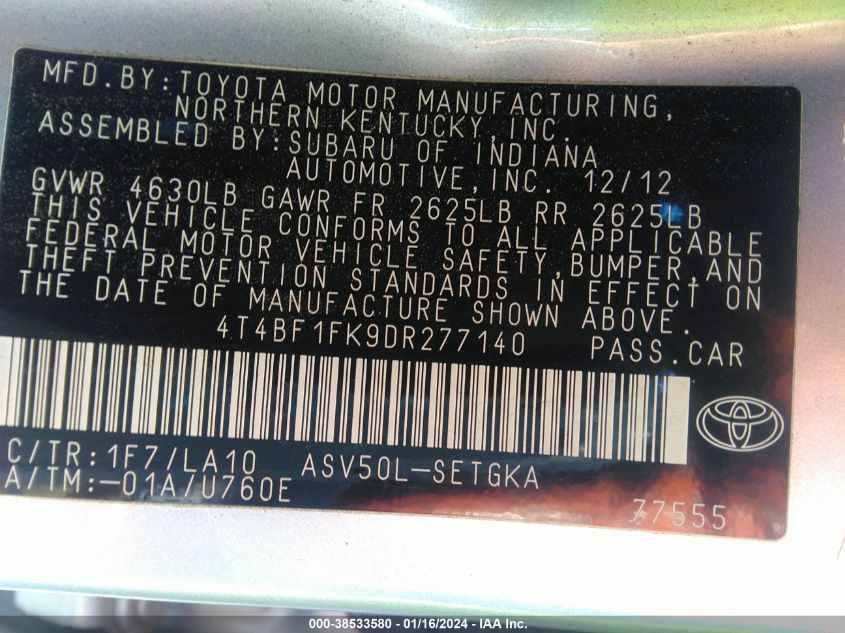 MFD.BY:TOYOTA MOTOR MANUFACTURING,
NORTHERN KENTUCKY,INC.
ASSEMBLED BY:SUBARU OF INDIANA
AUTOMOTIVE,INC. 12/12
GVWR 4630LB GAWR FR 2625LB RR 2625LB
THIS VEHICLE CONFORMS TO ALL APPLICABLE
FEDERAL MOTOR VEHICLE SAFETY,BUMPER,AND
THEFT PREVENTION STANDARDS IN EFFECT ON
THE DATE OF MANUFACTURE SHOWN ABOVE.
4T4BF1FK9DR277140 PASS.CAR
C/TR:1F7/LA10 ASV50L-SETGKA
A/TM:-01A/U760E
77555
000-38533580 - 01/16/2024 - IAA Inc.